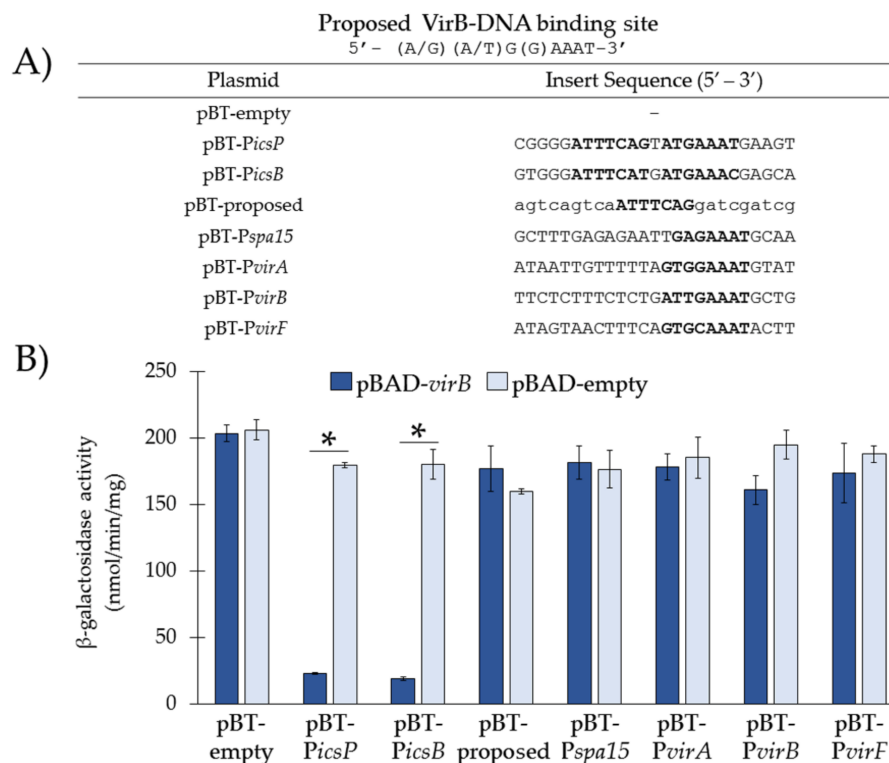 Proposed VirB-DNA binding site
5'- (A/G)(A/T)G(G)AAAT-3'
A)
Plasmid Insert Sequence (5' – 3')
pBT-empty –
pBT-PicsP CGGGGATTTCAGTATGAAATGAAGT
pBT-PicsB GTGGGATTTCATGATGAAACGAGCA
pBT-proposed agtcagtcaATTTCAGgatcgatcg
pBT-Pspa15 GCTTTGAGAGAATTGAGAAATGCAA
pBT-PvirA ATAATTGTTTTTAGTGGAAATGTAT
pBT-PvirB TTCTCTTTCTCTGATTGAAATGCTG
pBT-PvirF ATAGTAACTTTCAGTGCAAATACTT
B)
250
200
150
100
50
0
β-galactosidase activity
(nmol/min/mg)
pBAD-virB pBAD-empty
* *
pBT- pBT- pBT- pBT- pBT- pBT- pBT- pBT-
empty PicsP PicsB proposed Pspa15 PvirA PvirB PvirF